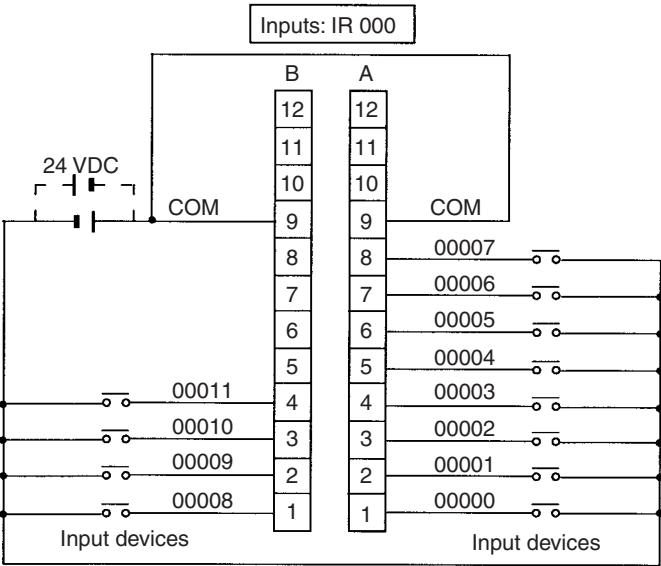 Inputs: IR 000
B A
12 12
11 11
24 VDC
10 10
COM 9 9 COM
8 8 00007
7 7 00006
6 6 00005
5 5 00004
00011 4 4 00003
00010 3 3 00002
00009 2 2 00001
00008 1 1 00000
Input devices Input devices